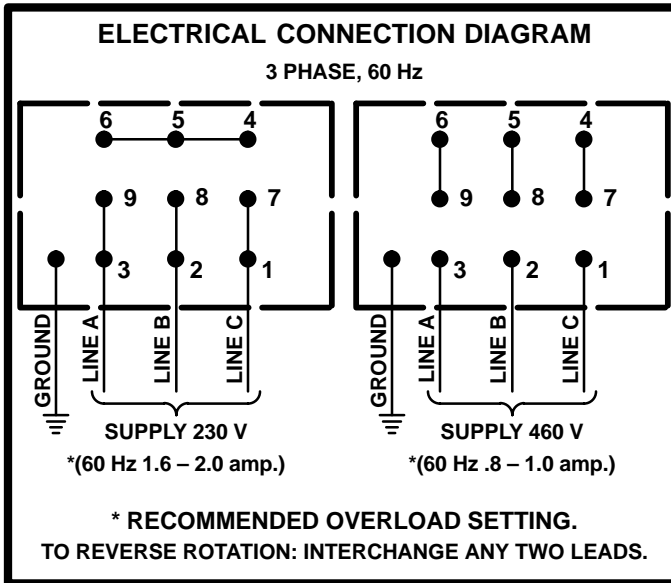 ELECTRICAL CONNECTION DIAGRAM
3 PHASE, 60 Hz
6 5 4
9 8 7
3 2 1
GROUND
LINE A
LINE B
LINE C
SUPPLY 230 V
*(60 Hz 1.6 – 2.0 amp.)
6 5 4
9 8 7
3 2 1
GROUND
LINE A
LINE B
LINE C
SUPPLY 460 V
*(60 Hz .8 – 1.0 amp.)
* RECOMMENDED OVERLOAD SETTING.
TO REVERSE ROTATION: INTERCHANGE ANY TWO LEADS.